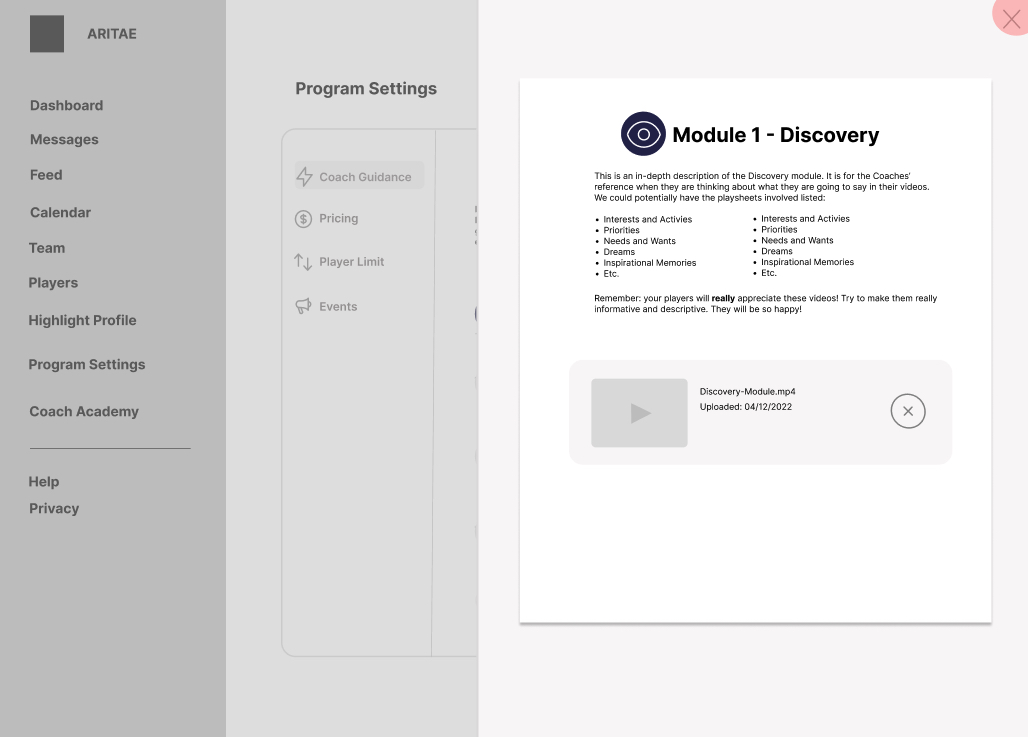 ARITAE
Dashboard
Messages
Feed
Calendar
Team
Players
Highlight Profile
Program Settings
Coach Academy
Help
Privacy
Program Settings
Coach Guidance
Pricing
Player Limit
Events
Module 1 - Discovery
This is an in-depth description of the Discovery module. It is for the Coaches'
reference when they are thinking about what they are going to say in their videos.
We could potentially have the playsheets involved listed:
• Interests and Activies
• Priorities
• Needs and Wants
• Dreams
• Inspirational Memories
• Etc.
• Interests and Activies
• Priorities
• Needs and Wants
• Dreams
• Inspirational Memories
• Etc.
Remember: your players will really appreciate these videos! Try to make them really
informative and descriptive. They will be so happy!
Discovery-Module.mp4
Uploaded: 04/12/2022